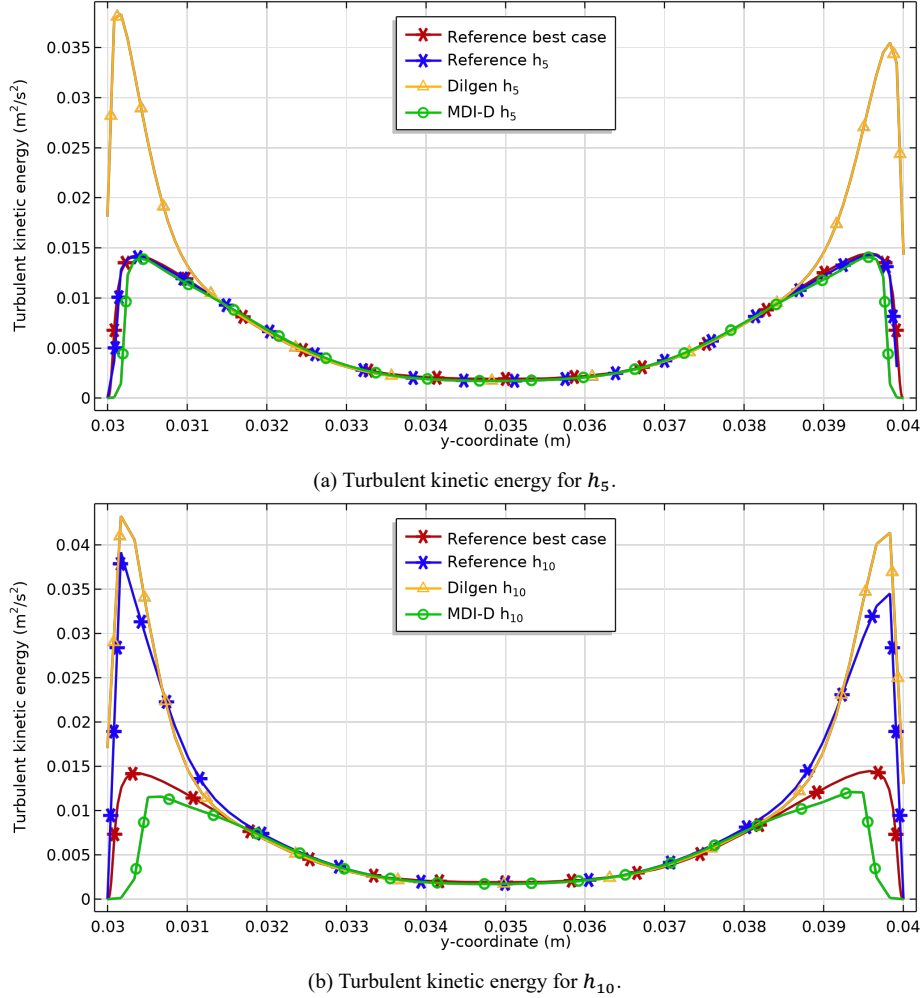 Turbulent kinetic energy (m²/s²)
0.035
0.03
0.025
0.02
0.015
0.01
0.005
0
Reference best case
Reference h₅
Dilgen h₅
MDI-D h₅
0.03 0.031 0.032 0.033 0.034 0.035 0.036 0.037 0.038 0.039 0.04
y-coordinate (m)
(a) Turbulent kinetic energy for h₅.
Turbulent kinetic energy (m²/s²)
0.04
0.035
0.03
0.025
0.02
0.015
0.01
0.005
0
Reference best case
Reference h₁₀
Dilgen h₁₀
MDI-D h₁₀
0.03 0.031 0.032 0.033 0.034 0.035 0.036 0.037 0.038 0.039 0.04
y-coordinate (m)
(b) Turbulent kinetic energy for h₁₀.